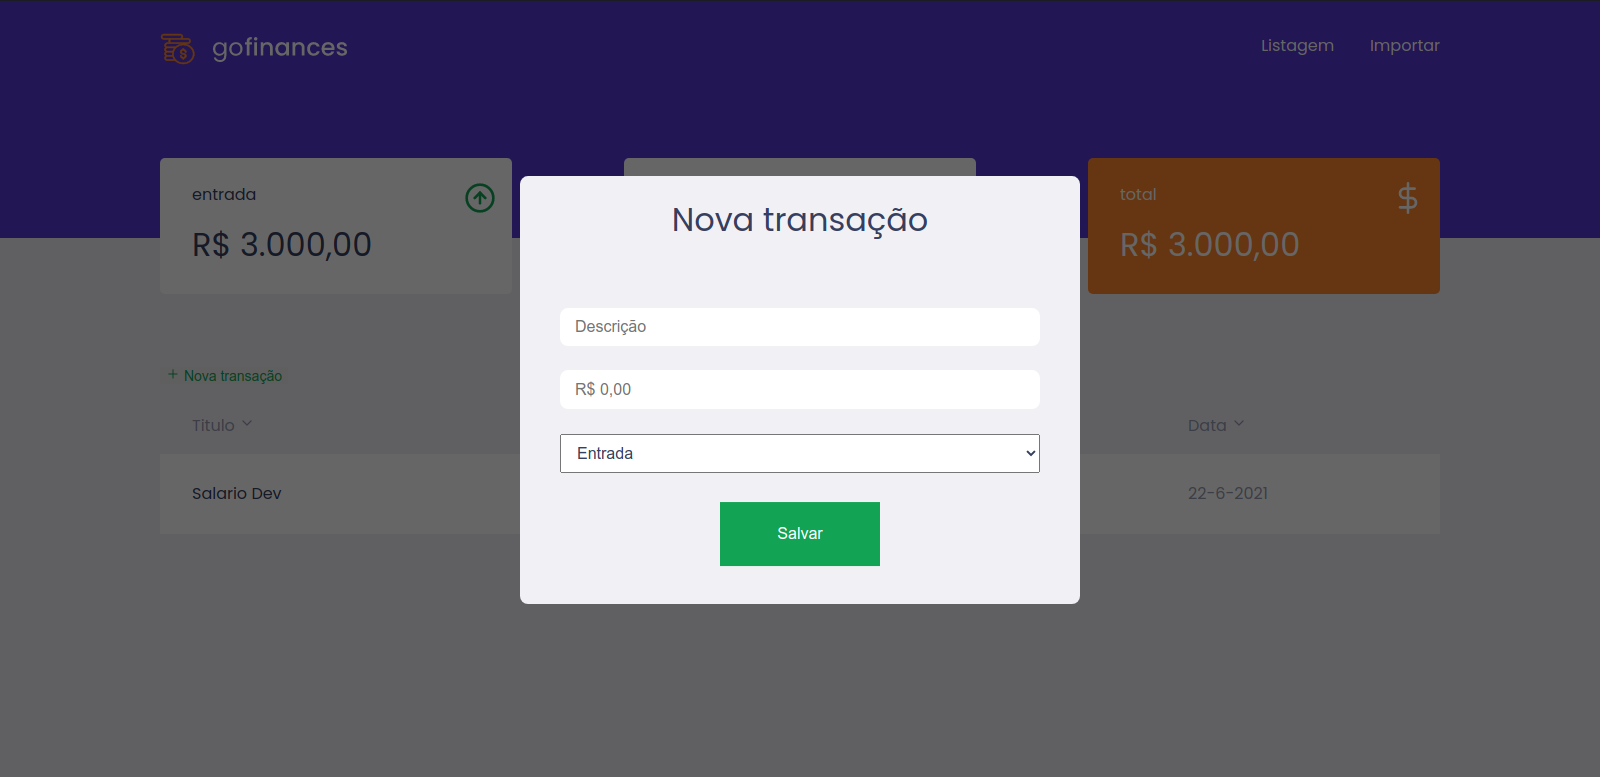 gofinances
Listagem
Importar
entrada
R$ 3.000,00
total
$
R$ 3.000,00
Nova transação
Descrição
R$ 0,00
Entrada
Salvar
+ Nova transação
Titulo
Data
Salario Dev
22-6-2021